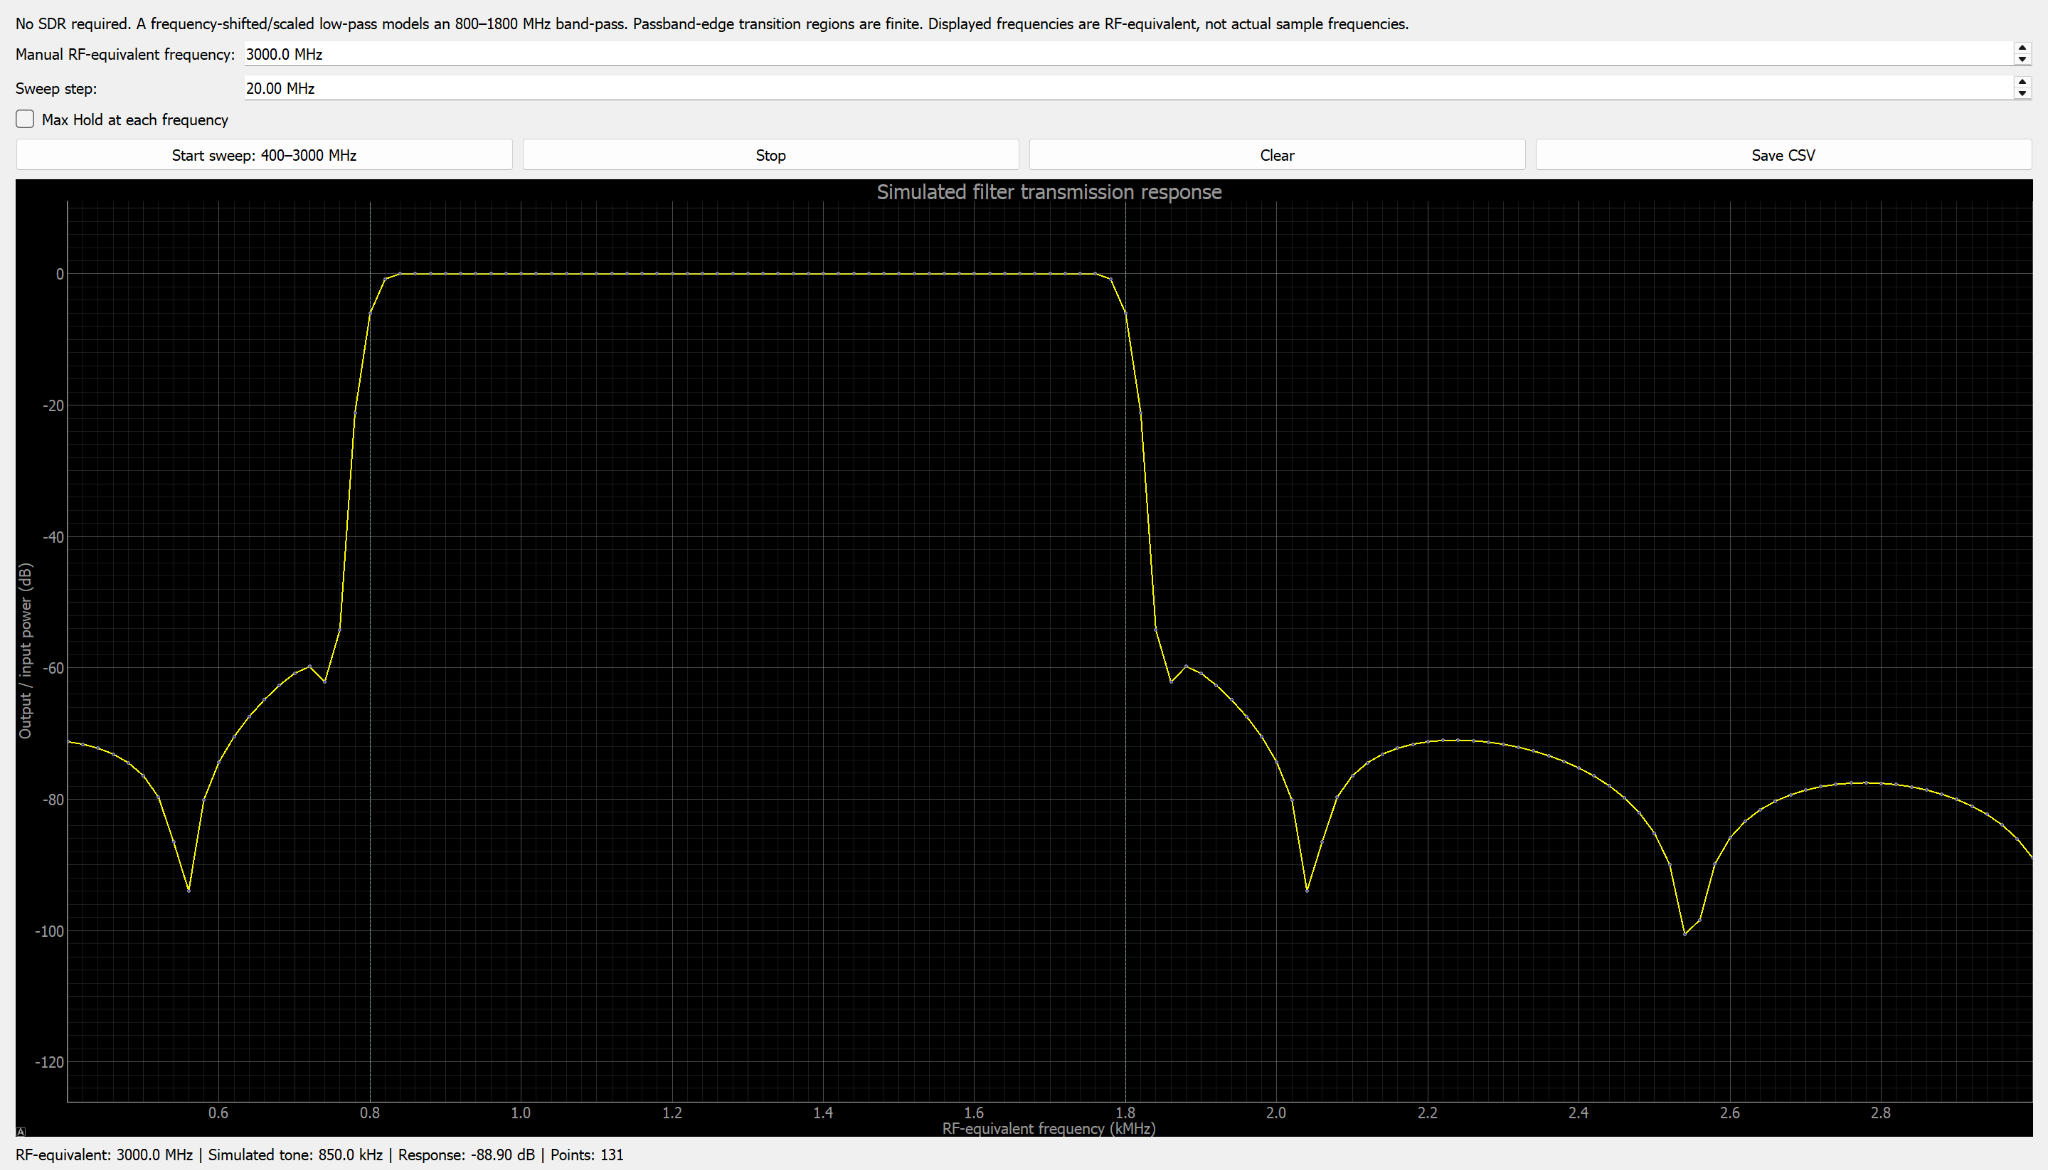 No SDR required. A frequency-shifted/scaled low-pass models an 800–1800 MHz band-pass. Passband-edge transition regions are finite. Displayed frequencies are RF-equivalent, not actual sample frequencies.
Manual RF-equivalent frequency: 3000.0 MHz
Sweep step: 20.00 MHz
Max Hold at each frequency
Start sweep: 400–3000 MHz Stop Clear Save CSV
Simulated filter transmission response
0
-20
-40
-60
-80
-100
-120
Output / input power (dB)
0.6 0.8 1.0 1.2 1.4 1.6 1.8 2.0 2.2 2.4 2.6 2.8
RF-equivalent frequency (kMHz)
A
RF-equivalent: 3000.0 MHz | Simulated tone: 850.0 kHz | Response: -88.90 dB | Points: 131